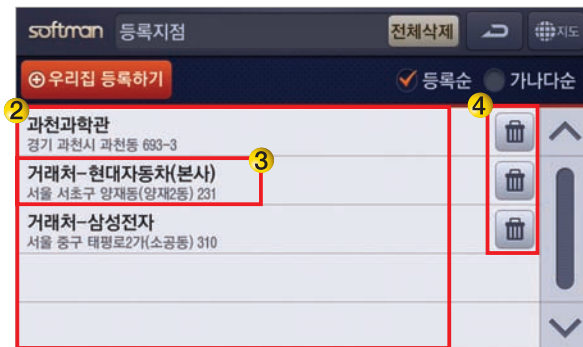 softman 등록지점 전체삭제 지도
우리집 등록하기 등록순 가나다순
2 4
과천과학관
경기 과천시 과천동 693-3
3
거래처-현대자동차(본사)
서울 서초구 양재동(양재2동) 231
거래처-삼성전자
서울 중구 태평로2가(소공동) 310